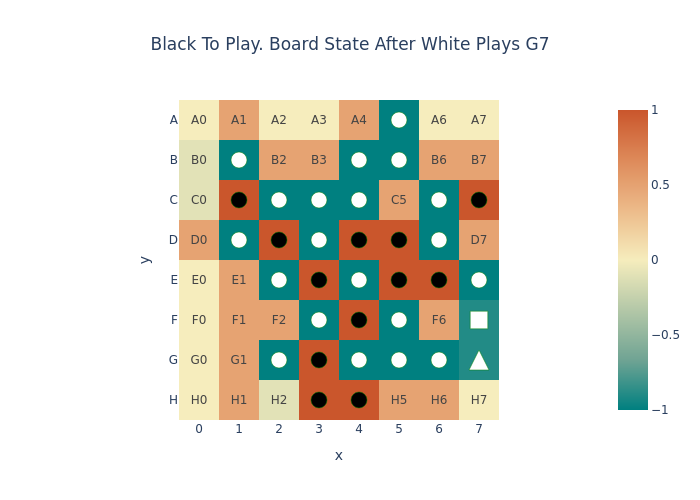 Black To Play. Board State After White Plays G7
A A0 A1 A2 A3 A4 A6 A7
B B0 B2 B3 B6 B7
C C0 C5
D D0 D7
E E0 E1
F F0 F1 F2 F6
G G0 G1
H H0 H1 H2 H5 H6 H7
0 1 2 3 4 5 6 7
x
y
1
0.5
0
−0.5
−1